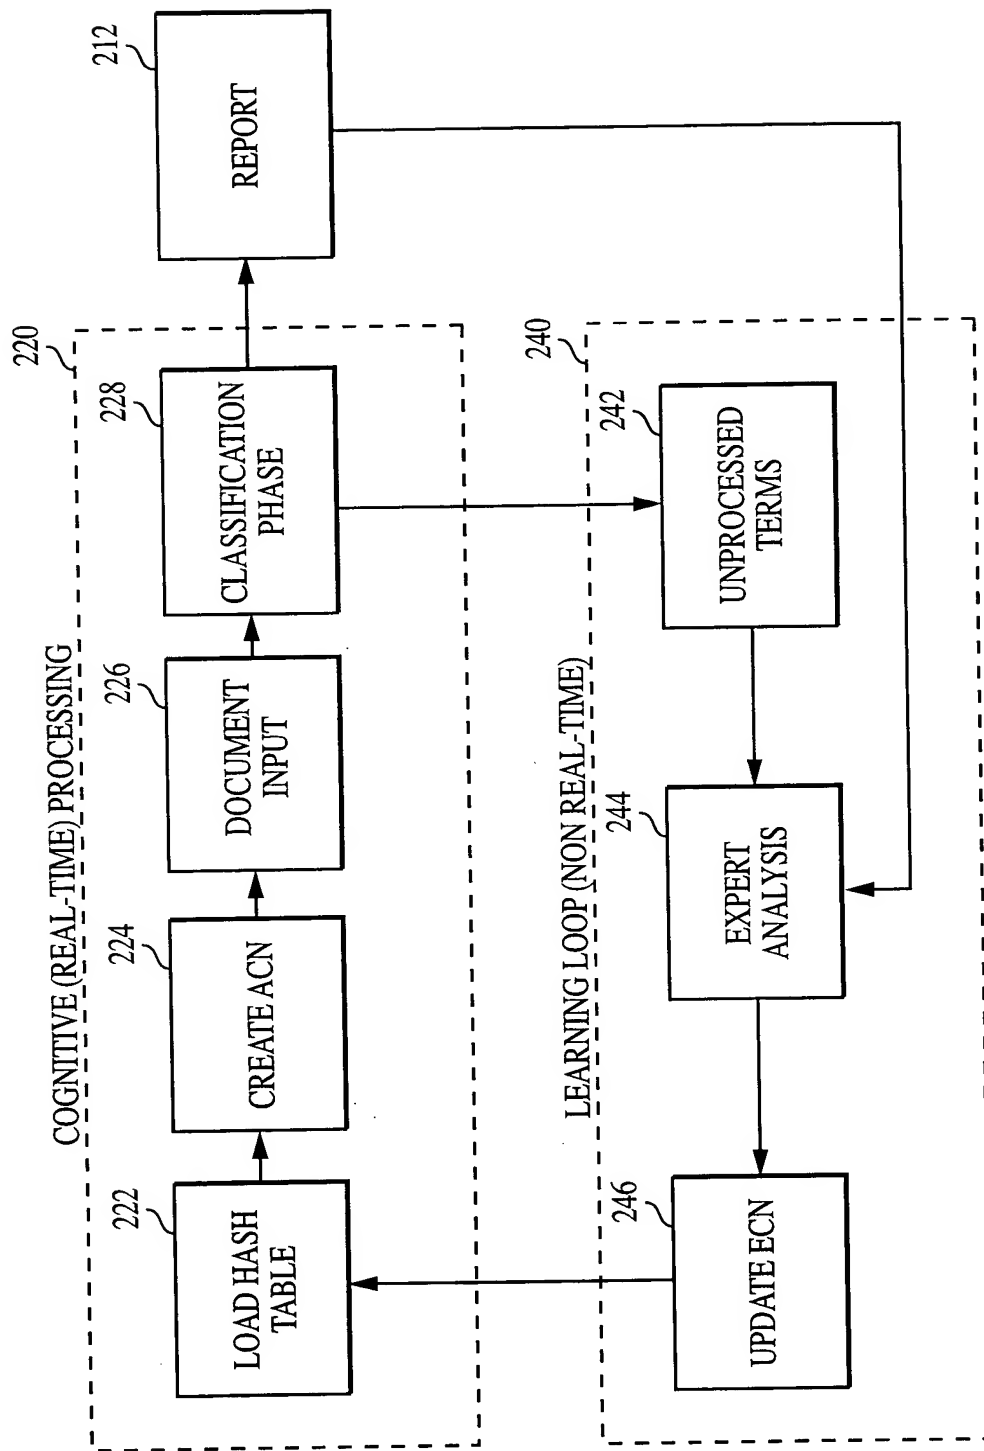 COGNITIVE (REAL-TIME) PROCESSING
220
222
LOAD HASH
TABLE
224
CREATE ACN
226
DOCUMENT
INPUT
228
CLASSIFICATION
PHASE
212
REPORT
LEARNING LOOP (NON REAL-TIME)
240
246
UPDATE ECN
244
EXPERT
ANALYSIS
242
UNPROCESSED
TERMS